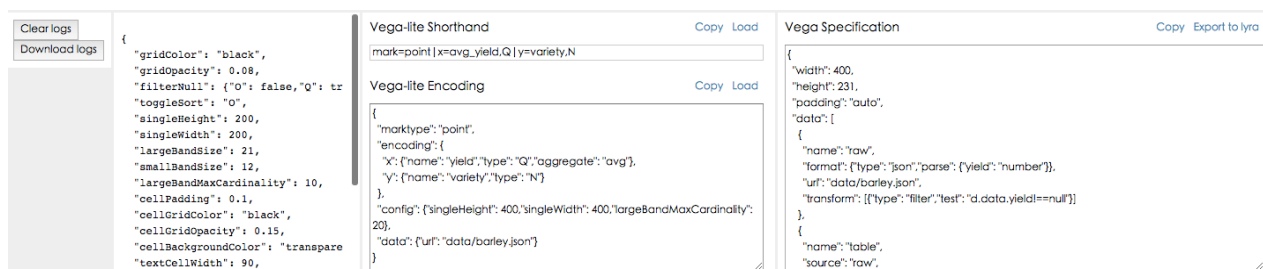 Clear logs
Download logs
{
"gridColor": "black",
"gridOpacity": 0.08,
"filterNull": {"O": false,"Q": tr
"toggleSort": "O",
"singleHeight": 200,
"singleWidth": 200,
"largeBandSize": 21,
"smallBandSize": 12,
"largeBandMaxCardinality": 10,
"cellPadding": 0.1,
"cellGridColor": "black",
"cellGridOpacity": 0.15,
"cellBackgroundColor": "transpare
"textCellWidth": 90,
Vega-lite Shorthand Copy Load
mark=point|x=avg_yield,Q|y=variety,N
Vega-lite Encoding Copy Load
{
"marktype": "point",
"encoding": {
"x": {"name": "yield","type": "Q","aggregate": "avg"},
"y": {"name": "variety","type": "N"}
},
"config": {"singleHeight": 400,"singleWidth": 400,"largeBandMaxCardinality":
20},
"data": {"url": "data/barley.json"}
}
Vega Specification Copy Export to lyra
{
"width": 400,
"height": 231,
"padding": "auto",
"data": [
{
"name": "raw",
"format": {"type": "json","parse": {"yield": "number"}},
"url": "data/barley.json",
"transform": [{"type": "filter","test": "d.data.yield!==null"}]
},
{
"name": "table",
"source": "raw",